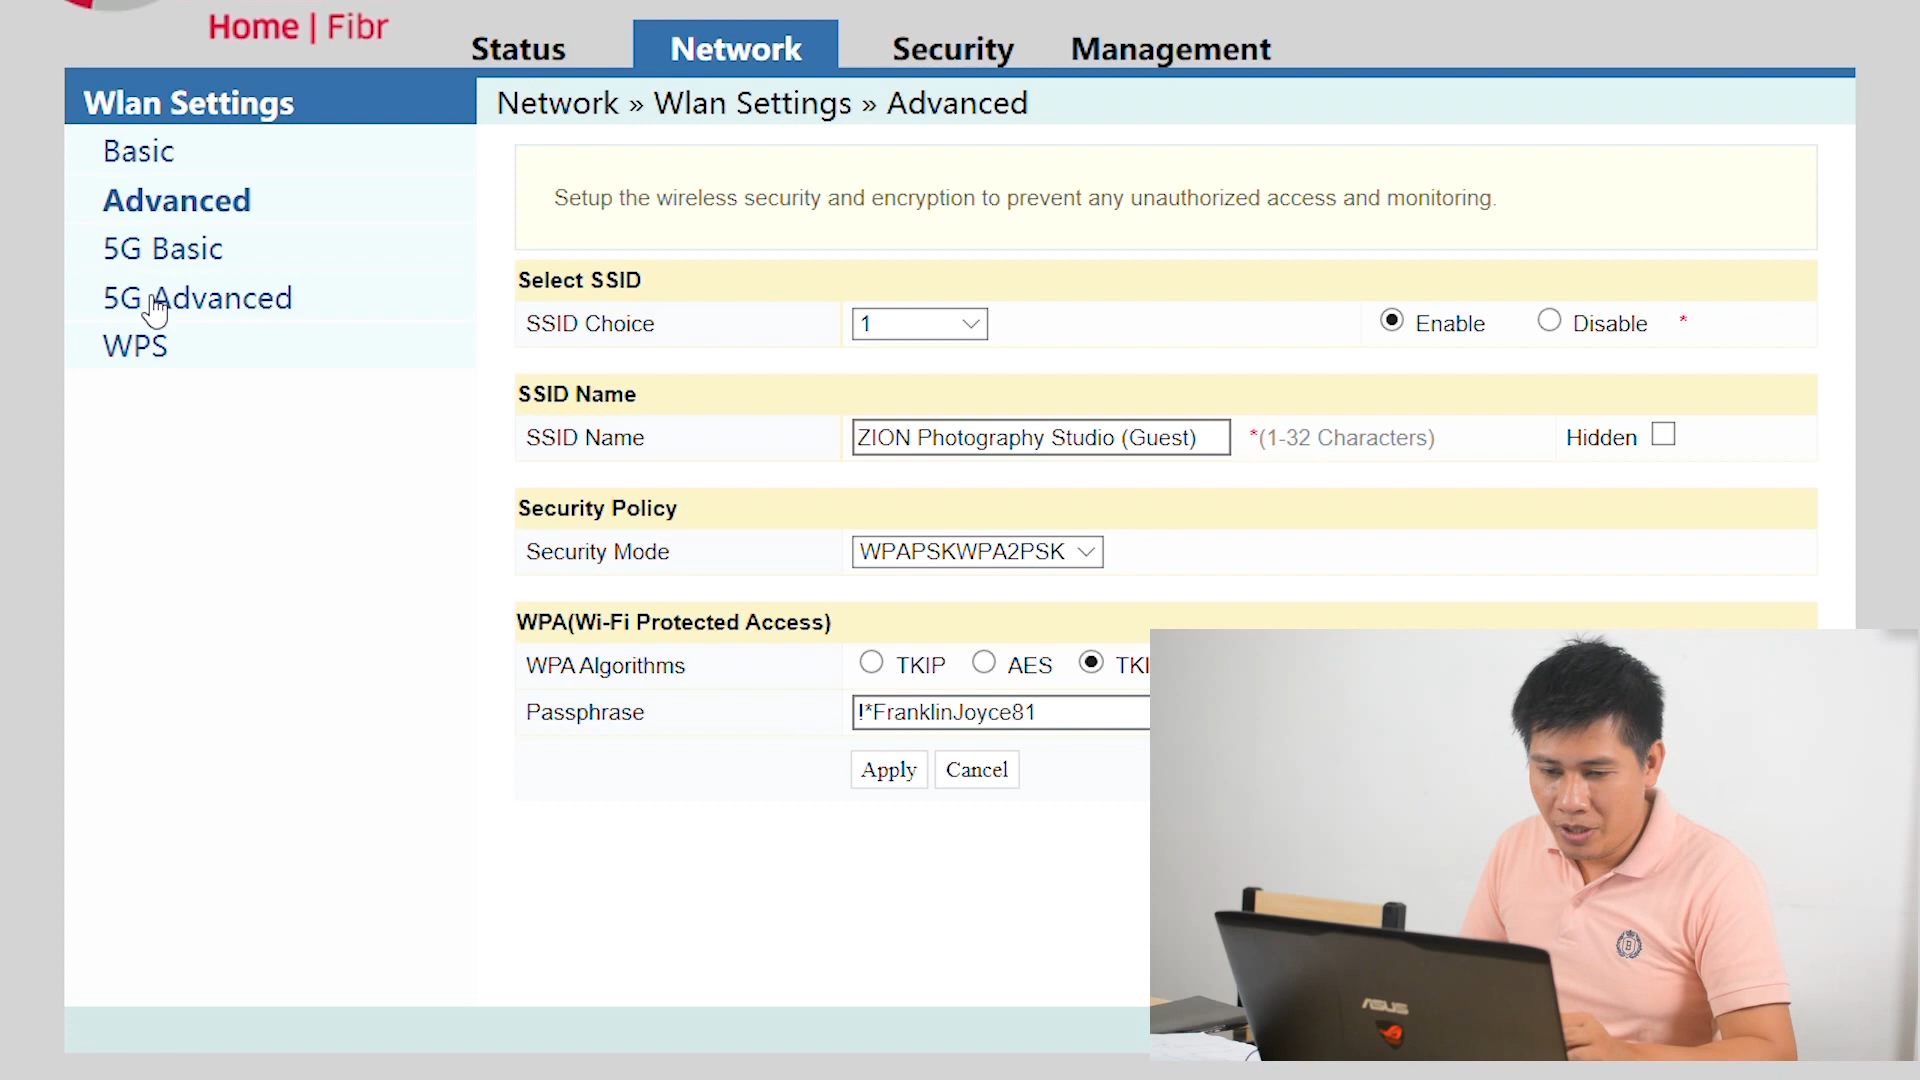 Home | Fibr
Status Network Security Management
Wlan Settings
Network » Wlan Settings » Advanced
Basic
Advanced
5G Basic
5G Advanced
WPS
Setup the wireless security and encryption to prevent any unauthorized access and monitoring.
Select SSID
SSID Choice 1 Enable Disable *
SSID Name
SSID Name ZION Photography Studio (Guest) *(1-32 Characters) Hidden
Security Policy
Security Mode WPAPSKWPA2PSK
WPA(Wi-Fi Protected Access)
WPA Algorithms TKIP AES TKI
Passphrase !*FranklinJoyce81
Apply Cancel
B
ASUS